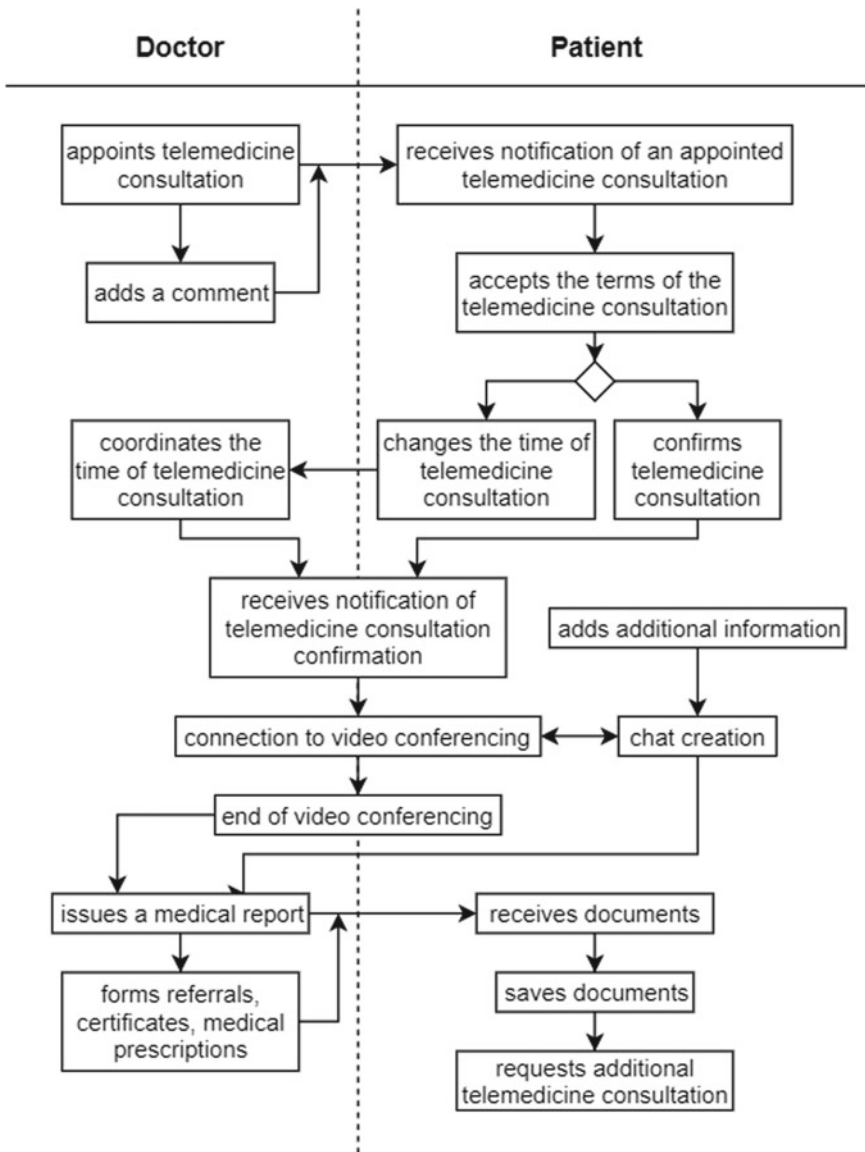 Doctor
Patient
appoints telemedicine
consultation
receives notification of an appointed
telemedicine consultation
adds a comment
accepts the terms of the
telemedicine consultation
coordinates the
time of telemedicine
consultation
changes the time of
telemedicine
consultation
confirms
telemedicine
consultation
receives notification of
telemedicine consultation
confirmation
adds additional information
connection to video conferencing
chat creation
end of video conferencing
issues a medical report
receives documents
forms referrals,
certificates, medical
prescriptions
saves documents
requests additional
telemedicine consultation